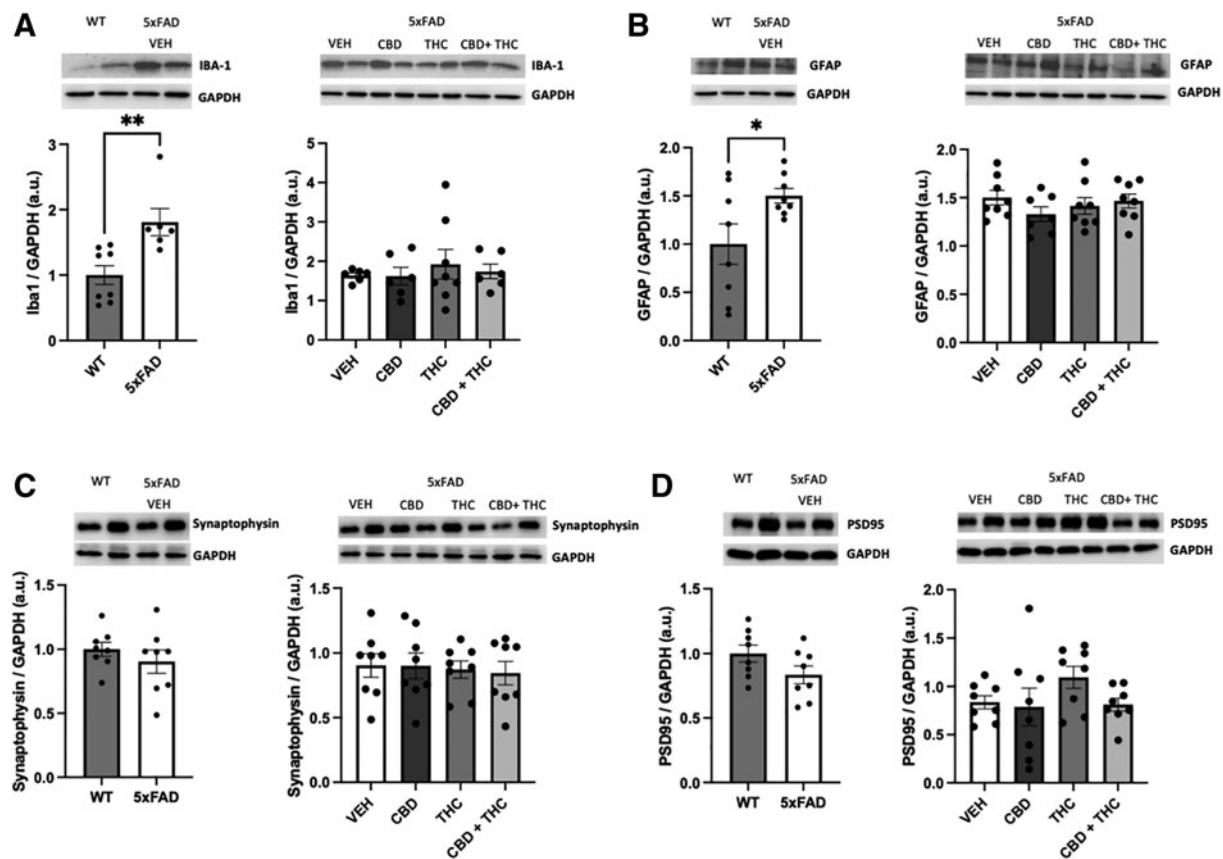 A
WT 5xFAD
VEH
IBA-1
GAPDH
**
Iba1 / GAPDH (a.u.)
3
2
1
0
WT 5xFAD
5xFAD
VEH CBD THC CBD+ THC
IBA-1
GAPDH
Iba1 / GAPDH (a.u.)
5
4
3
2
1
0
VEH CBD THC CBD + THC
B
WT 5xFAD
VEH
GFAP
GAPDH
*
GFAP / GAPDH (a.u.)
2.0
1.5
1.0
0.5
0.0
WT 5xFAD
5xFAD
VEH CBD THC CBD+ THC
GFAP
GAPDH
GFAP / GAPDH (a.u.)
2.0
1.5
1.0
1.5
0.0
VEH CBD THC CBD + THC
C
WT 5xFAD
VEH
Synaptophysin
GAPDH
Synaptophysin / GAPDH (a.u.)
1.5
1.0
0.5
0.0
WT 5xFAD
5xFAD
VEH CBD THC CBD+ THC
Synaptophysin
GAPDH
Synaptophysin / GAPDH (a.u.)
1.5
1.0
0.5
0.0
VEH CBD THC CBD + THC
D
WT 5xFAD
VEH
PSD95
GAPDH
PSD95 / GAPDH (a.u.)
2.0
1.5
1.0
0.5
0.0
WT 5xFAD
5xFAD
VEH CBD THC CBD+ THC
PSD95
GAPDH
PSD95 / GAPDH (a.u.)
2.0
1.5
1.0
0.5
0.0
VEH CBD THC CBD + THC